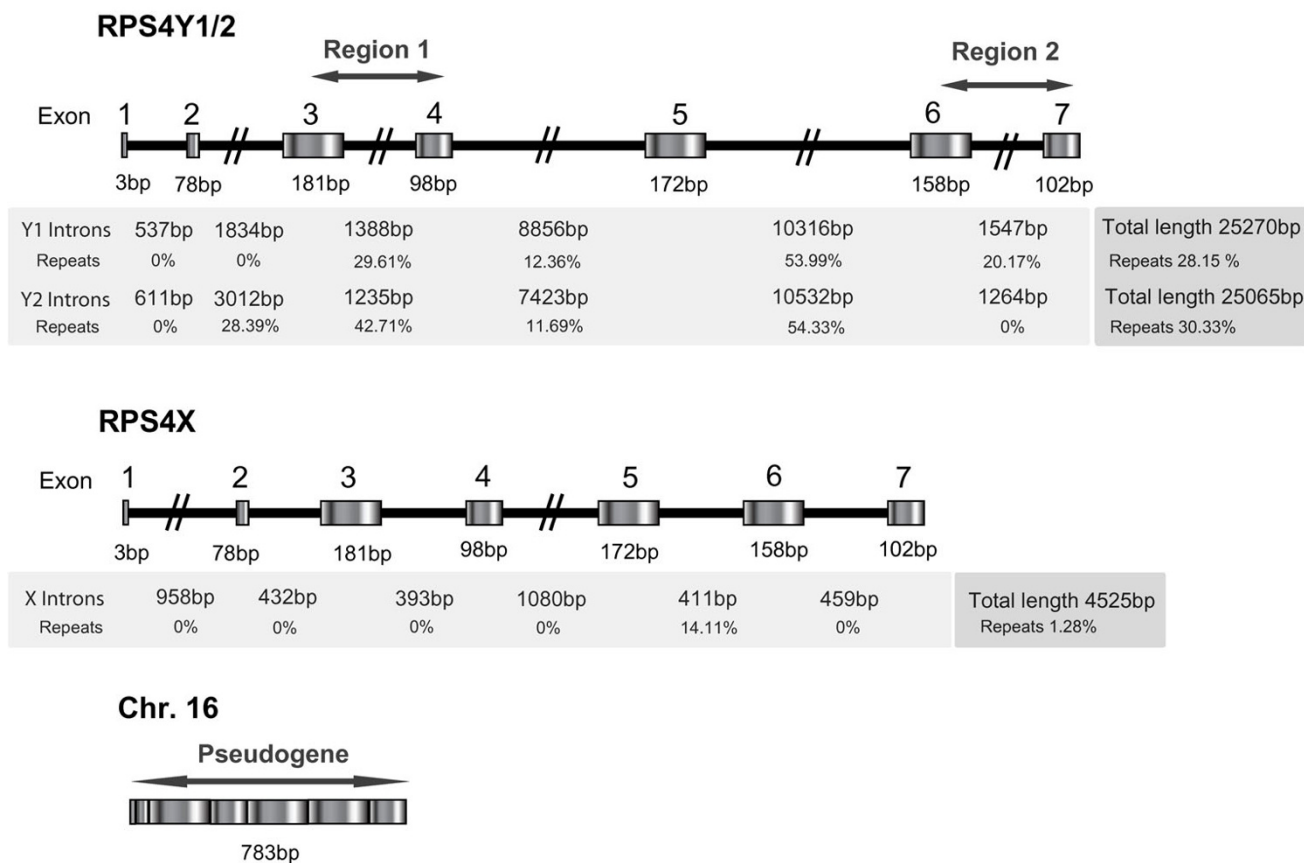 RPS4Y1/2
Region 1 Region 2
Exon 1 2 3 4 5 6 7
3bp 78bp 181bp 98bp 172bp 158bp 102bp
Y1 Introns 537bp 1834bp 1388bp 8856bp 10316bp 1547bp Total length 25270bp
Repeats 0% 0% 29.61% 12.36% 53.99% 20.17% Repeats 28.15 %
Y2 Introns 611bp 3012bp 1235bp 7423bp 10532bp 1264bp Total length 25065bp
Repeats 0% 28.39% 42.71% 11.69% 54.33% 0% Repeats 30.33%
RPS4X
Exon 1 2 3 4 5 6 7
3bp 78bp 181bp 98bp 172bp 158bp 102bp
X Introns 958bp 432bp 393bp 1080bp 411bp 459bp Total length 4525bp
Repeats 0% 0% 0% 0% 14.11% 0% Repeats 1.28%
Chr. 16
Pseudogene
783bp